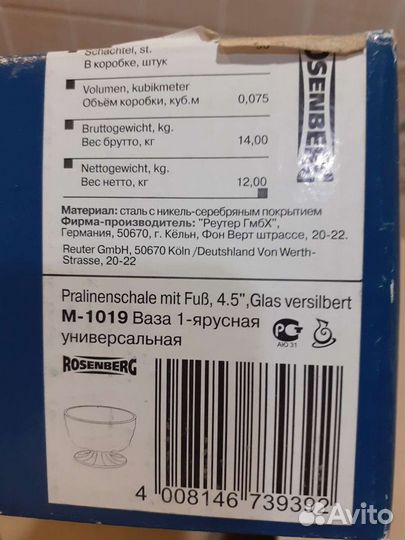 Schachtel, st.
В коробке, штук
Volumen, kubikmeter
Объём коробки, куб.м 0,075
Bruttogewicht, kg.
Вес брутто, кг 14,00
Nettogewicht, kg.
Вес нетто, кг 12,00
ROSENBERG
Материал: сталь с никель-серебряным покрытием
Фирма-производитель: "Реутер ГмбХ",
Германия, 50670, г. Кёльн, Фон Верт штрассе, 20-22.
Reuter GmbH, 50670 Köln /Deutshland Von Werth-
Strasse, 20-22
Pralinenschale mit Fuß, 4.5",Glas versilbert
М-1019 Ваза 1-ярусная
универсальная
АЮ 31
ROSENBERG
4 008146 739392
Avito